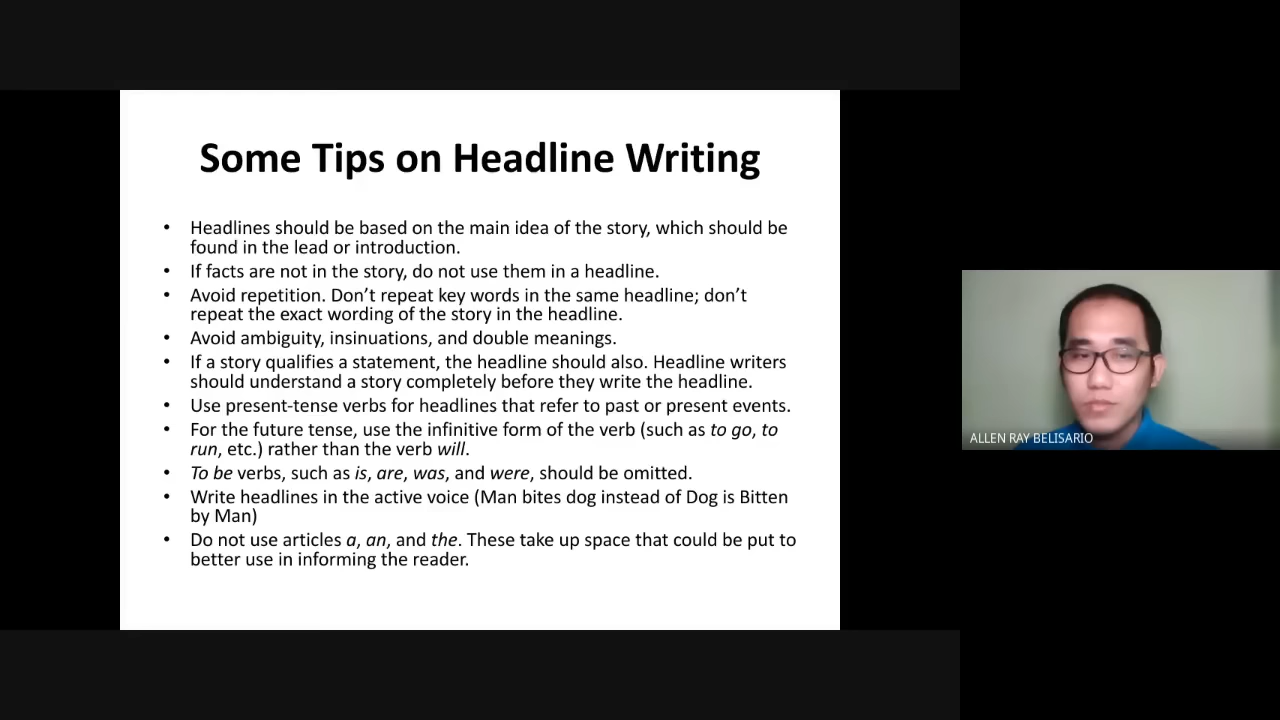 Some Tips on Headline Writing
• Headlines should be based on the main idea of the story, which should be
found in the lead or introduction.
• If facts are not in the story, do not use them in a headline.
• Avoid repetition. Don’t repeat key words in the same headline; don’t
repeat the exact wording of the story in the headline.
• Avoid ambiguity, insinuations, and double meanings.
• If a story qualifies a statement, the headline should also. Headline writers
should understand a story completely before they write the headline.
• Use present-tense verbs for headlines that refer to past or present events.
• For the future tense, use the infinitive form of the verb (such as to go, to
run, etc.) rather than the verb will.
• To be verbs, such as is, are, was, and were, should be omitted.
• Write headlines in the active voice (Man bites dog instead of Dog is Bitten
by Man)
• Do not use articles a, an, and the. These take up space that could be put to
better use in informing the reader.
ALLEN RAY BELISARIO